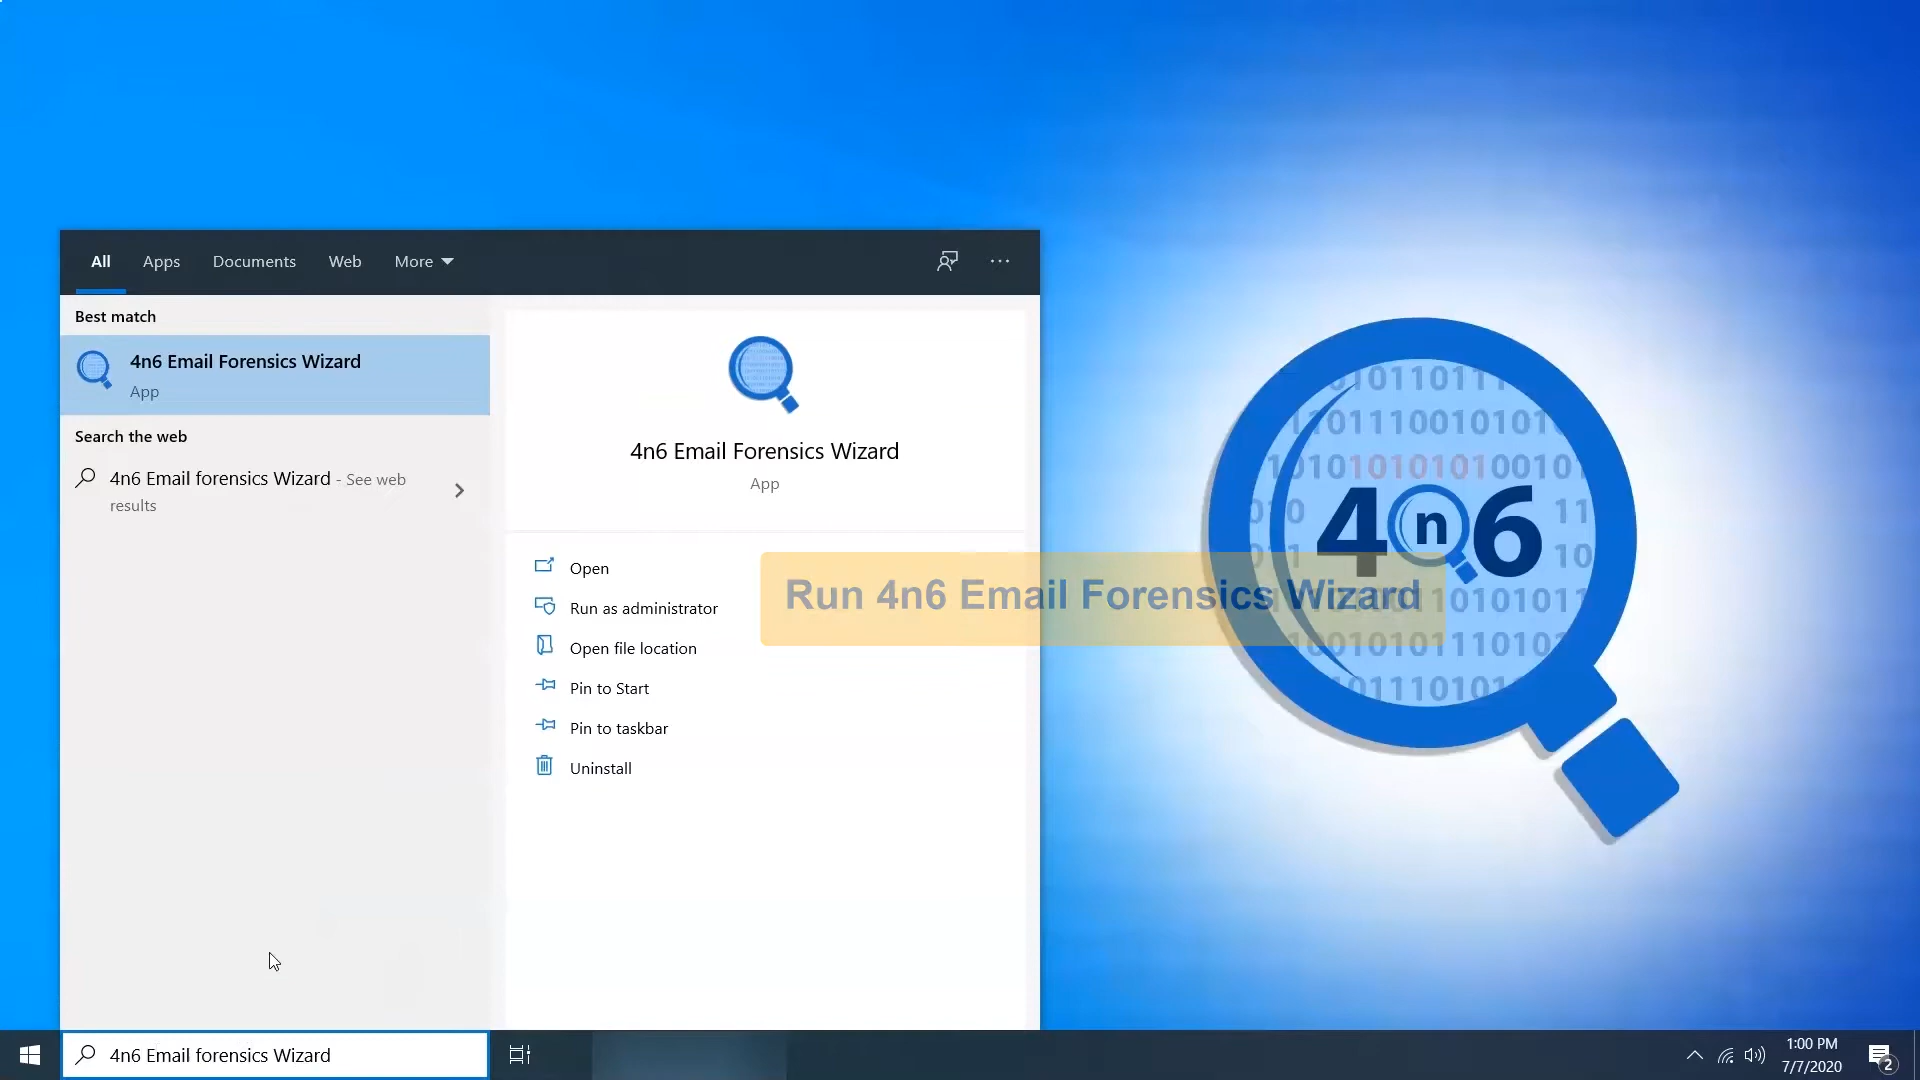 All
Apps
Documents
Web
More
Best match
4n6 Email Forensics Wizard
App
Search the web
4n6 Email forensics Wizard - See web
results
4n6 Email Forensics Wizard
App
Open
Run as administrator
Open file location
Pin to Start
Pin to taskbar
Uninstall
Run 4n6 Email Forensics Wizard
4n6
4n6 Email forensics Wizard
1:00 PM
7/7/2020
2